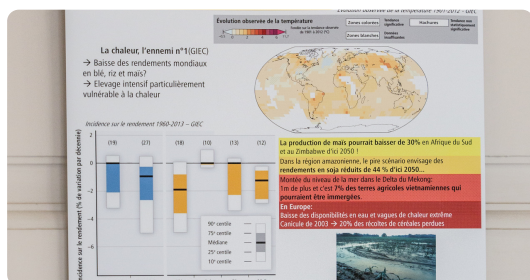 Évolution observée de la température 1901-2012 - GIEC
Évolution observée de la température
Zones colorées
Tendance significative
Hachures
Tendance non statistiquement significative
Zones blanches
Données insuffisantes
La chaleur, l'ennemi n°1(GIEC)
→ Baisse des rendements mondiaux
en blé, riz et maïs?
→ Elevage intensif particulièrement
vulnérable à la chaleur
Incidence sur le rendement 1960-2013 – GIEC
Incidence sur le rendement (% de variation par décennie)
2
0
-2
-4
-6
(19)
(27)
(18)
(10)
(13)
(12)
90e centile
75e centile
Médiane
25e centile
10e centile
La production de maïs pourrait baisser de 30% en Afrique du Sud
et au Zimbabwe d'ici 2050 !
Dans la région amazonienne, le pire scénario envisage des
rendements en soja réduits de 44 % d'ici 2050...
Montée du niveau de la mer dans le Delta du Mekong:
1m de plus et c'est 7% des terres agricoles vietnamiennes qui
pourraient être immergées.
En Europe:
Baisse des disponibilités en eau et vagues de chaleur extrême
Canicule de 2003 → 20% des récoltes de céréales perdues